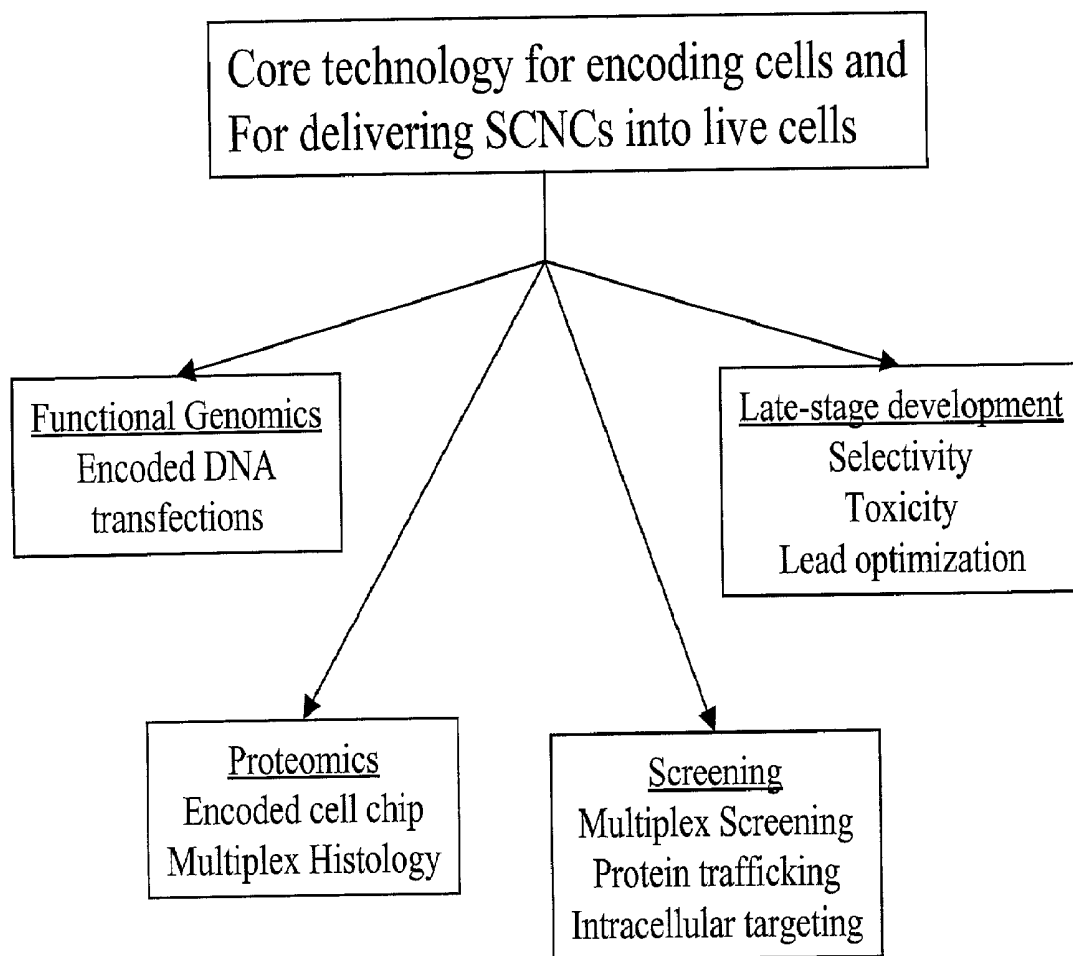 Core technology for encoding cells and
For delivering SCNCs into live cells
Functional Genomics
Encoded DNA
transfections
Late-stage development
Selectivity
Toxicity
Lead optimization
Proteomics
Encoded cell chip
Multiplex Histology
Screening
Multiplex Screening
Protein trafficking
Intracellular targeting